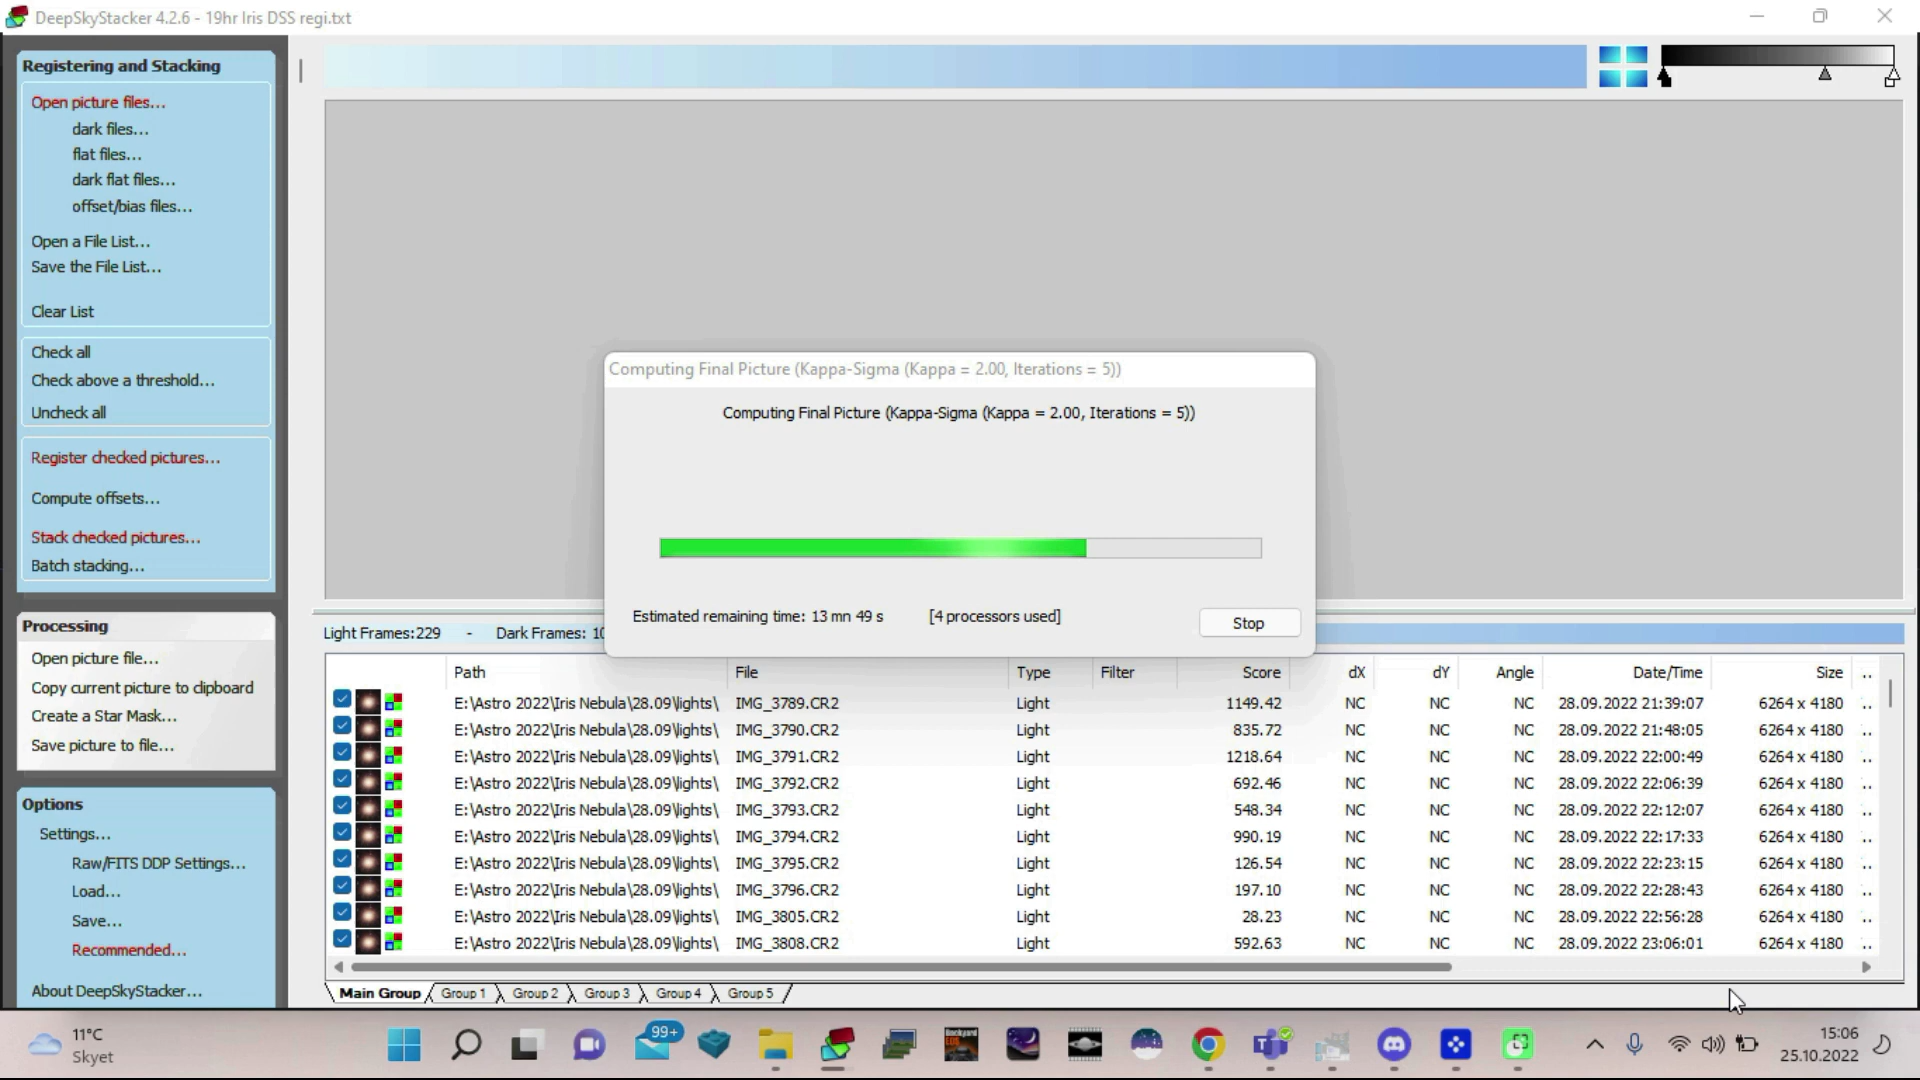 DeepSkyStacker 4.2.6 - 19hr Iris DSS regi.txt
Registering and Stacking
Open picture files...
dark files...
flat files...
dark flat files...
offset/bias files...
Open a File List...
Save the File List...
Clear List
Check all
Check above a threshold...
Uncheck all
Register checked pictures...
Compute offsets...
Stack checked pictures...
Batch stacking...
Processing
Open picture file...
Copy current picture to clipboard
Create a Star Mask...
Save picture to file...
Options
Settings...
Raw/FITS DDP Settings...
Load...
Save...
Recommended...
About DeepSkyStacker...
Computing Final Picture (Kappa-Sigma (Kappa = 2.00, Iterations = 5))
Computing Final Picture (Kappa-Sigma (Kappa = 2.00, Iterations = 5))
Estimated remaining time: 13 mn 49 s [4 processors used] Stop
Light Frames:229 - Dark Frames: 10
Path File Type Filter Score dX dY Angle Date/Time Size ..
E:\Astro 2022\Iris Nebula\28.09\lights\ IMG_3789.CR2 Light 1149.42 NC NC NC 28.09.2022 21:39:07 6264 x 4180
E:\Astro 2022\Iris Nebula\28.09\lights\ IMG_3790.CR2 Light 835.72 NC NC NC 28.09.2022 21:48:05 6264 x 4180
E:\Astro 2022\Iris Nebula\28.09\lights\ IMG_3791.CR2 Light 1218.64 NC NC NC 28.09.2022 22:00:49 6264 x 4180
E:\Astro 2022\Iris Nebula\28.09\lights\ IMG_3792.CR2 Light 692.46 NC NC NC 28.09.2022 22:06:39 6264 x 4180
E:\Astro 2022\Iris Nebula\28.09\lights\ IMG_3793.CR2 Light 548.34 NC NC NC 28.09.2022 22:12:07 6264 x 4180
E:\Astro 2022\Iris Nebula\28.09\lights\ IMG_3794.CR2 Light 990.19 NC NC NC 28.09.2022 22:17:33 6264 x 4180
E:\Astro 2022\Iris Nebula\28.09\lights\ IMG_3795.CR2 Light 126.54 NC NC NC 28.09.2022 22:23:15 6264 x 4180
E:\Astro 2022\Iris Nebula\28.09\lights\ IMG_3796.CR2 Light 197.10 NC NC NC 28.09.2022 22:28:43 6264 x 4180
E:\Astro 2022\Iris Nebula\28.09\lights\ IMG_3805.CR2 Light 28.23 NC NC NC 28.09.2022 22:56:28 6264 x 4180
E:\Astro 2022\Iris Nebula\28.09\lights\ IMG_3808.CR2 Light 592.63 NC NC NC 28.09.2022 23:06:01 6264 x 4180
Main Group Group 1 Group 2 Group 3 Group 4 Group 5
11°C
Skyet
99+
15:06
25.10.2022